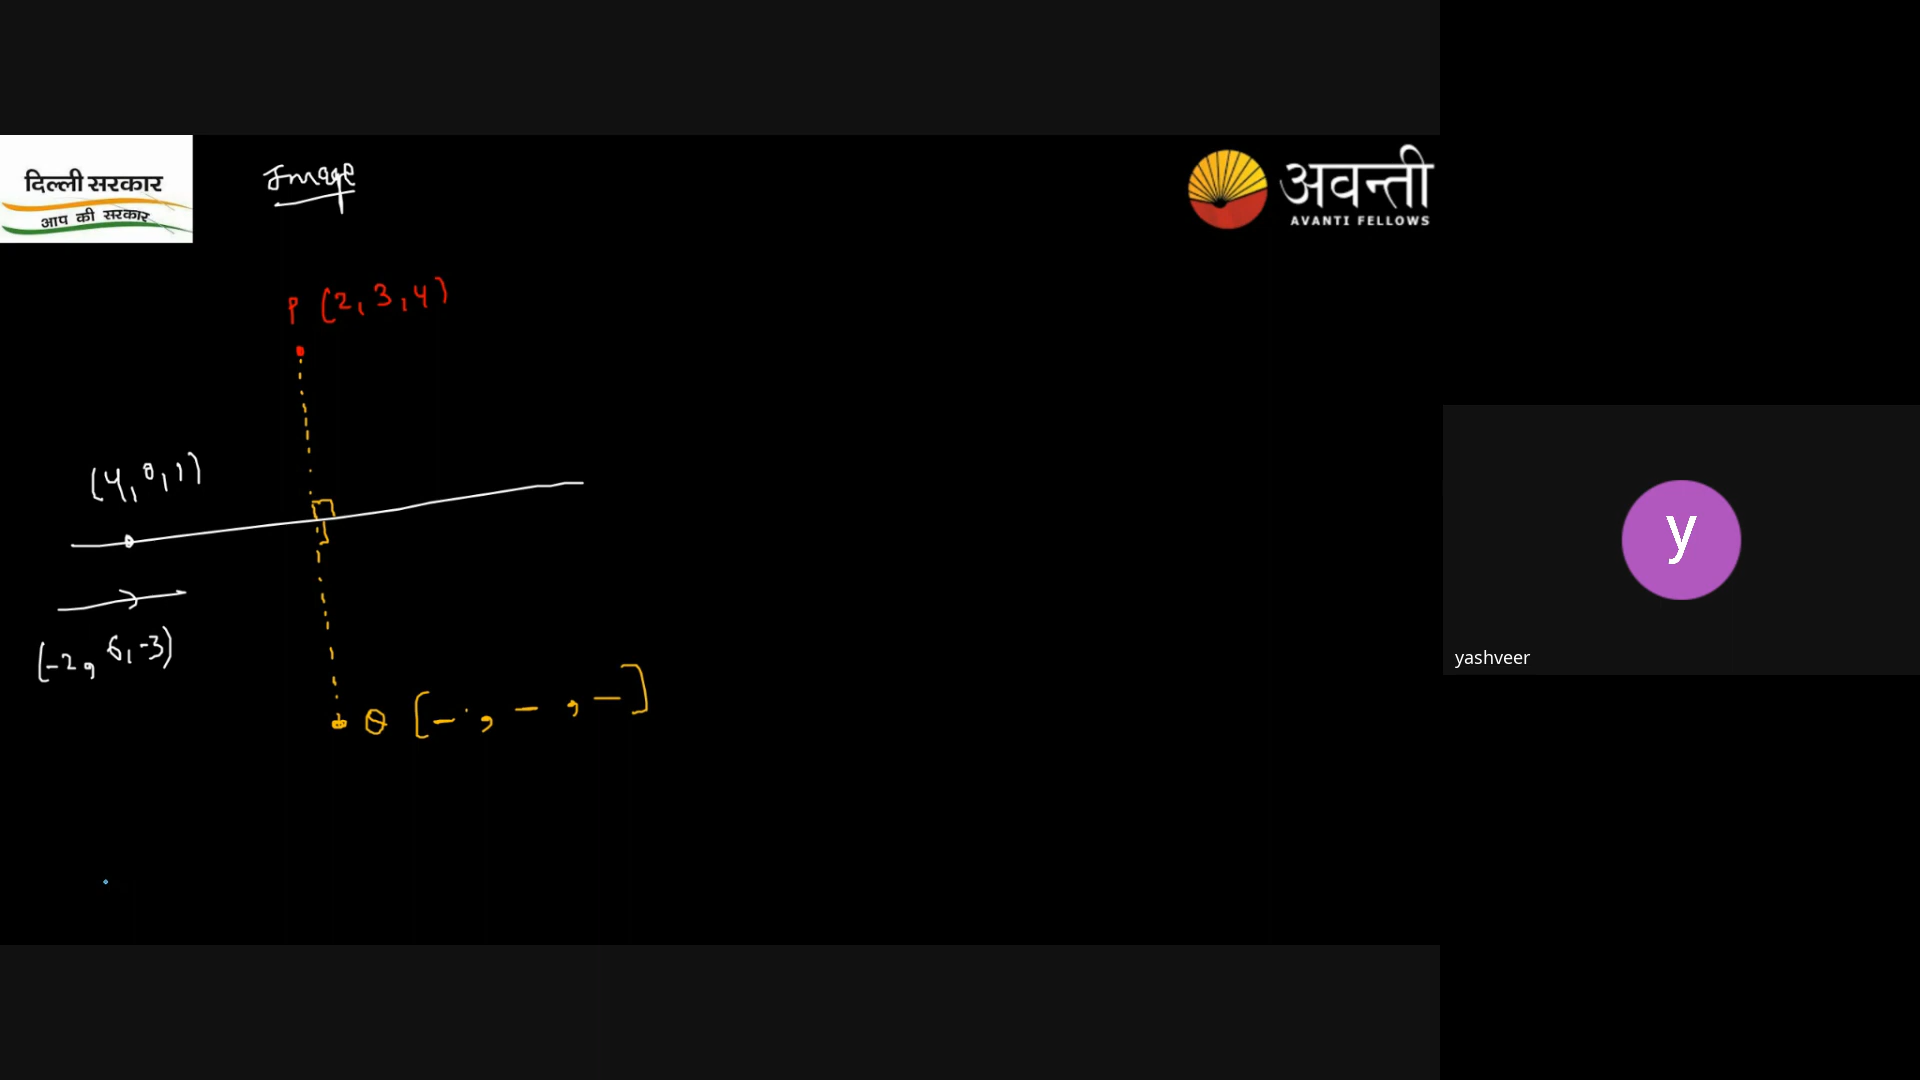 दिल्ली सरकार
आप की सरकार
Image
अवन्ती
AVANTI FELLOWS
P (2, 3, 4)
(4, 0, 1)
y
(-2, 6, -3)
yashveer
Q [-, -, -]